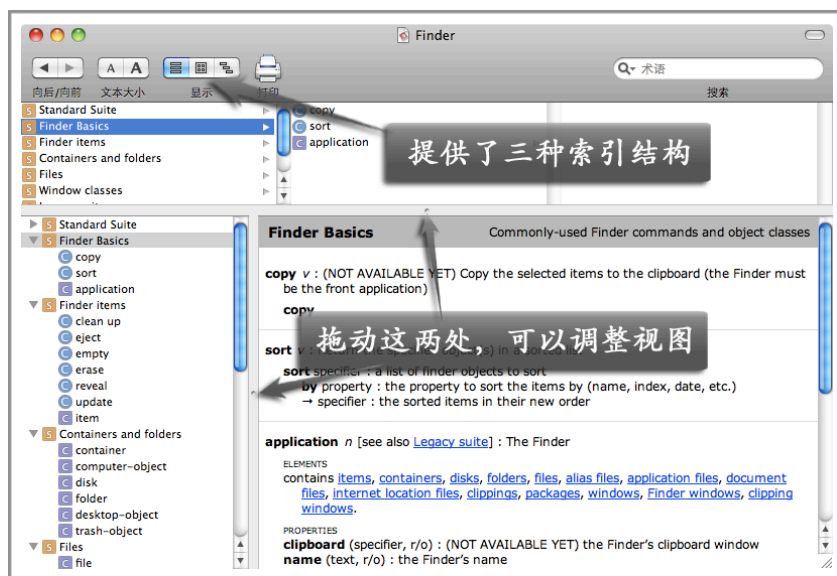 Finder
A A
术语
向后/向前 文本大小 显示 打印 搜索
Standard Suite
Finder Basics
Finder items
Containers and folders
Files
Window classes
copy
sort
application
提供了三种索引结构
Standard Suite
Finder Basics
copy
sort
application
Finder items
clean up
eject
empty
erase
reveal
update
item
Containers and folders
container
computer-object
disk
folder
desktop-object
trash-object
Files
file
Finder Basics Commonly-used Finder commands and object classes
copy v : (NOT AVAILABLE YET) Copy the selected items to the clipboard (the Finder must
be the front application)
copy
拖动这两处，可以调整视图
sort v :
sort specifier : a list of finder objects to sort
by property : the property to sort the items by (name, index, date, etc.)
→ specifier : the sorted items in their new order
application n [see also Legacy suite] : The Finder
ELEMENTS
contains items, containers, disks, folders, files, alias files, application files, document
files, internet location files, clippings, packages, windows, Finder windows, clipping
windows.
PROPERTIES
clipboard (specifier, r/o) : (NOT AVAILABLE YET) the Finder's clipboard window
name (text, r/o) : the Finder's name